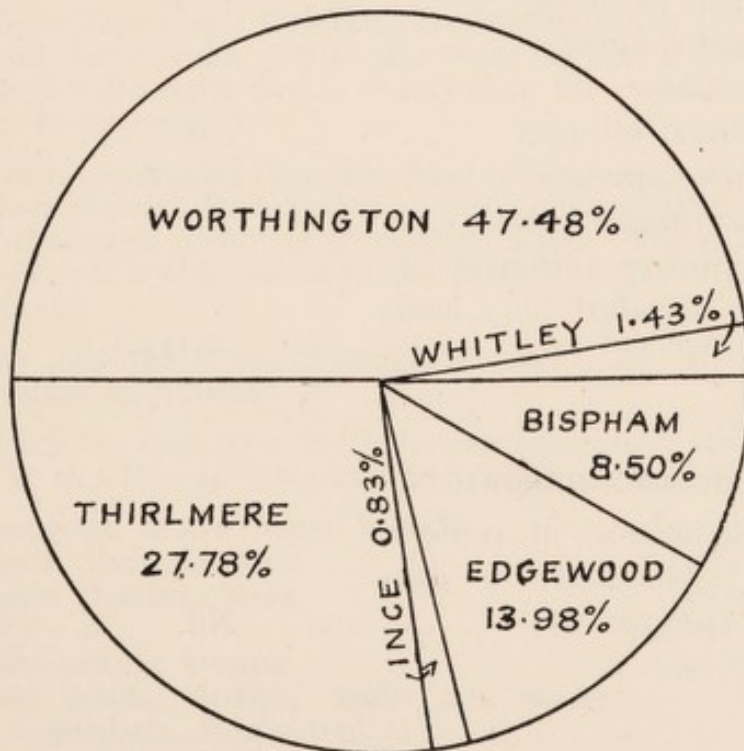 WORTHINGTON 47.48%
WHITLEY 1.43%
BISPHAM
8.50%
THIRLMERE
27.78%
INCE 0.83%
EDGEWOOD
13.98%